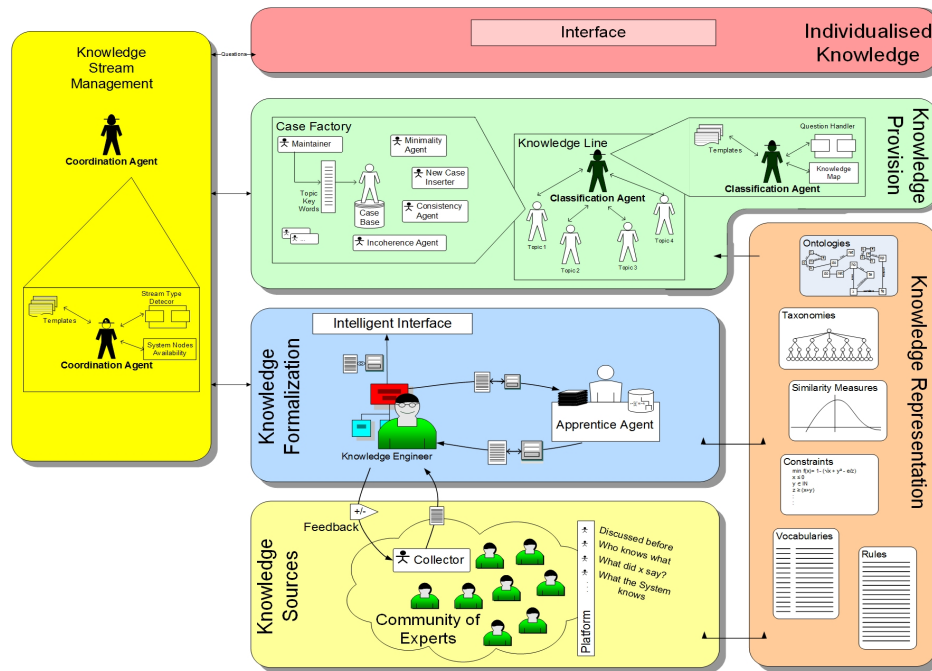 Knowledge
Stream
Management
Coordination Agent
Templates
Stream Type
Detecor
System Nodes
Availability
Coordination Agent
Questions
Interface
Individualised
Knowledge
Case Factory
Maintainer
Topic
Key
Words
Case
Base
Minimality
Agent
New Case
Inserter
Consistency
Agent
Incoherence Agent
..
Knowledge Line
Classification Agent
Topic 1
Topic 2
Topic 3
Topic 4
Templates
Question Handler
Knowledge
Map
Classification Agent
Knowledge
Provision
Intelligent Interface
Knowledge
Formalization
Knowledge Engineer
Apprentice Agent
Feedback
+/-
Knowledge
Sources
Collector
Community of
Experts
Platform
Discussed before
Who knows what
What did x say?
What the System
knows
Knowledge Representation
Ontologies
Taxonomies
Similarity Measures
Constraints
y ∈ IN
Vocabularies
Rules